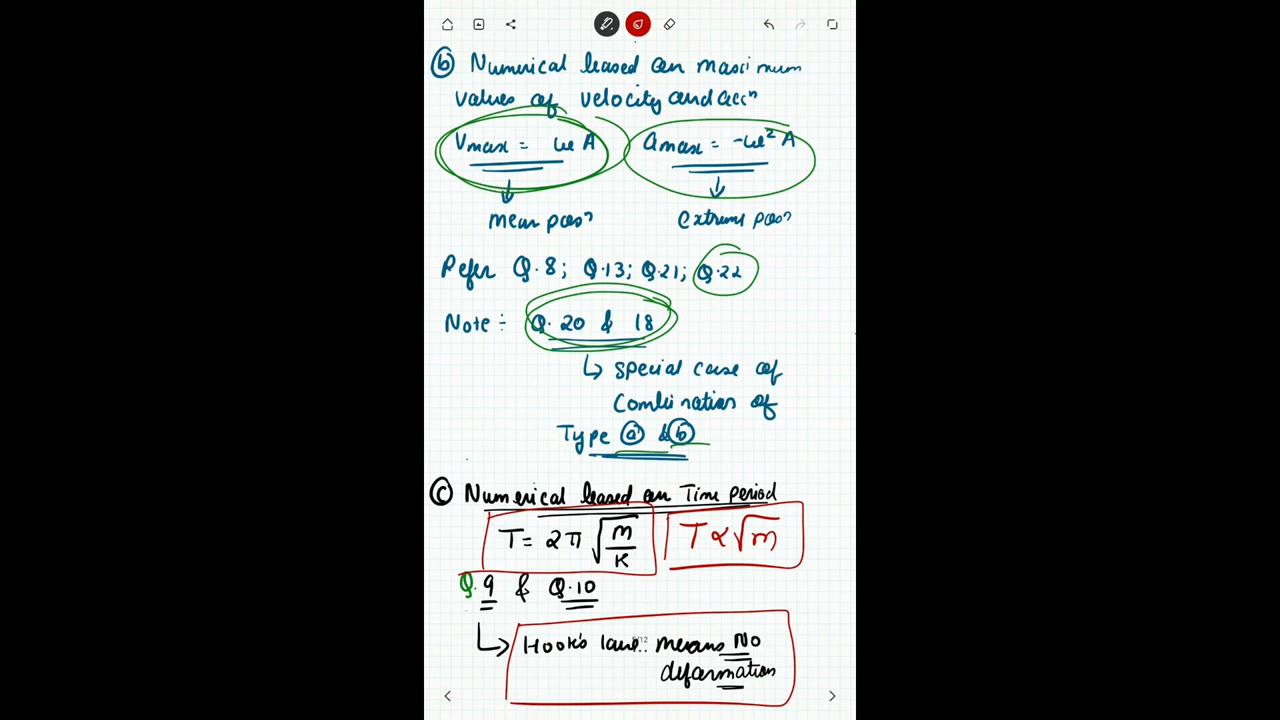 (b) Numerical based on maximum
values of velocity and accⁿ
Vmax = ωA    amax = -ω²A
↓    ↓
Mean posⁿ    extreme posⁿ
Refer Q.8; Q.13; Q.21; Q.22
Note :- Q. 20 & 18
↳ special case of
Combination of
Type (a) & (b)
(c) Numerical based on Time period
T = 2π √(m/K)    T ∝ √m
Q.9 & Q.10
↳ Hook's law: means No
deformation